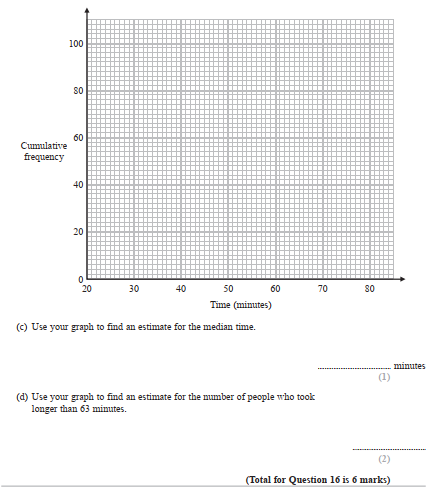 100
80
60
Cumulative
frequency
40
20
0
20 30 40 50 60 70 80
Time (minutes)
(c) Use your graph to find an estimate for the median time.
.............................. minutes
(1)
(d) Use your graph to find an estimate for the number of people who took
longer than 63 minutes.
..............................
(2)
(Total for Question 16 is 6 marks)